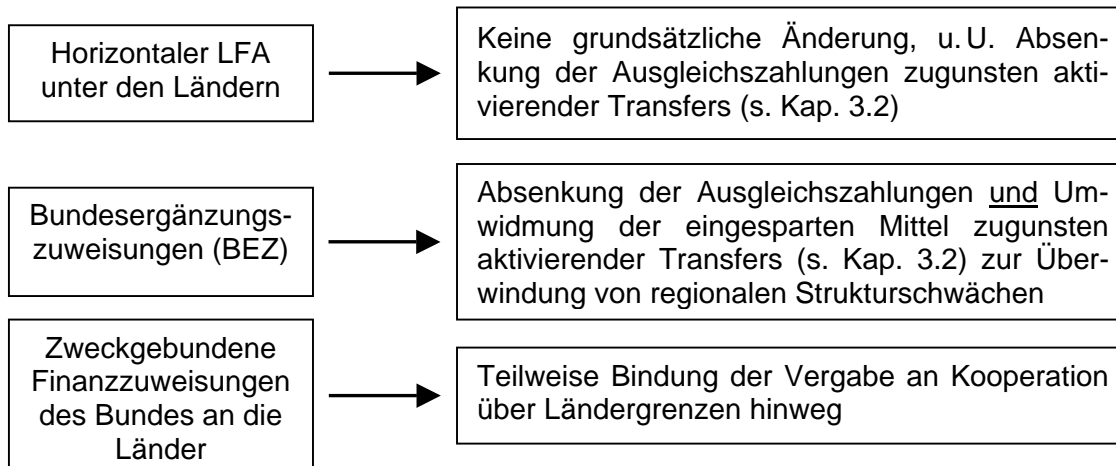 Horizontaler LFA
unter den Ländern
Keine grundsätzliche Änderung, u. U. Absen-
kung der Ausgleichszahlungen zugunsten akti-
vierender Transfers (s. Kap. 3.2)
Bundesergänzungs-
zuweisungen (BEZ)
Absenkung der Ausgleichszahlungen und Um-
widmung der eingesparten Mittel zugunsten
aktivierender Transfers (s. Kap. 3.2) zur Über-
windung von regionalen Strukturschwächen
Zweckgebundene
Finanzzuweisungen
des Bundes an die
Länder
Teilweise Bindung der Vergabe an Kooperation
über Ländergrenzen hinweg